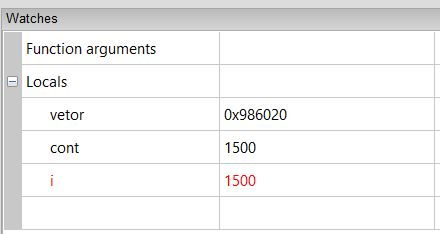 Watches
Function arguments
Locals
vetor 0x986020
cont 1500
i 1500